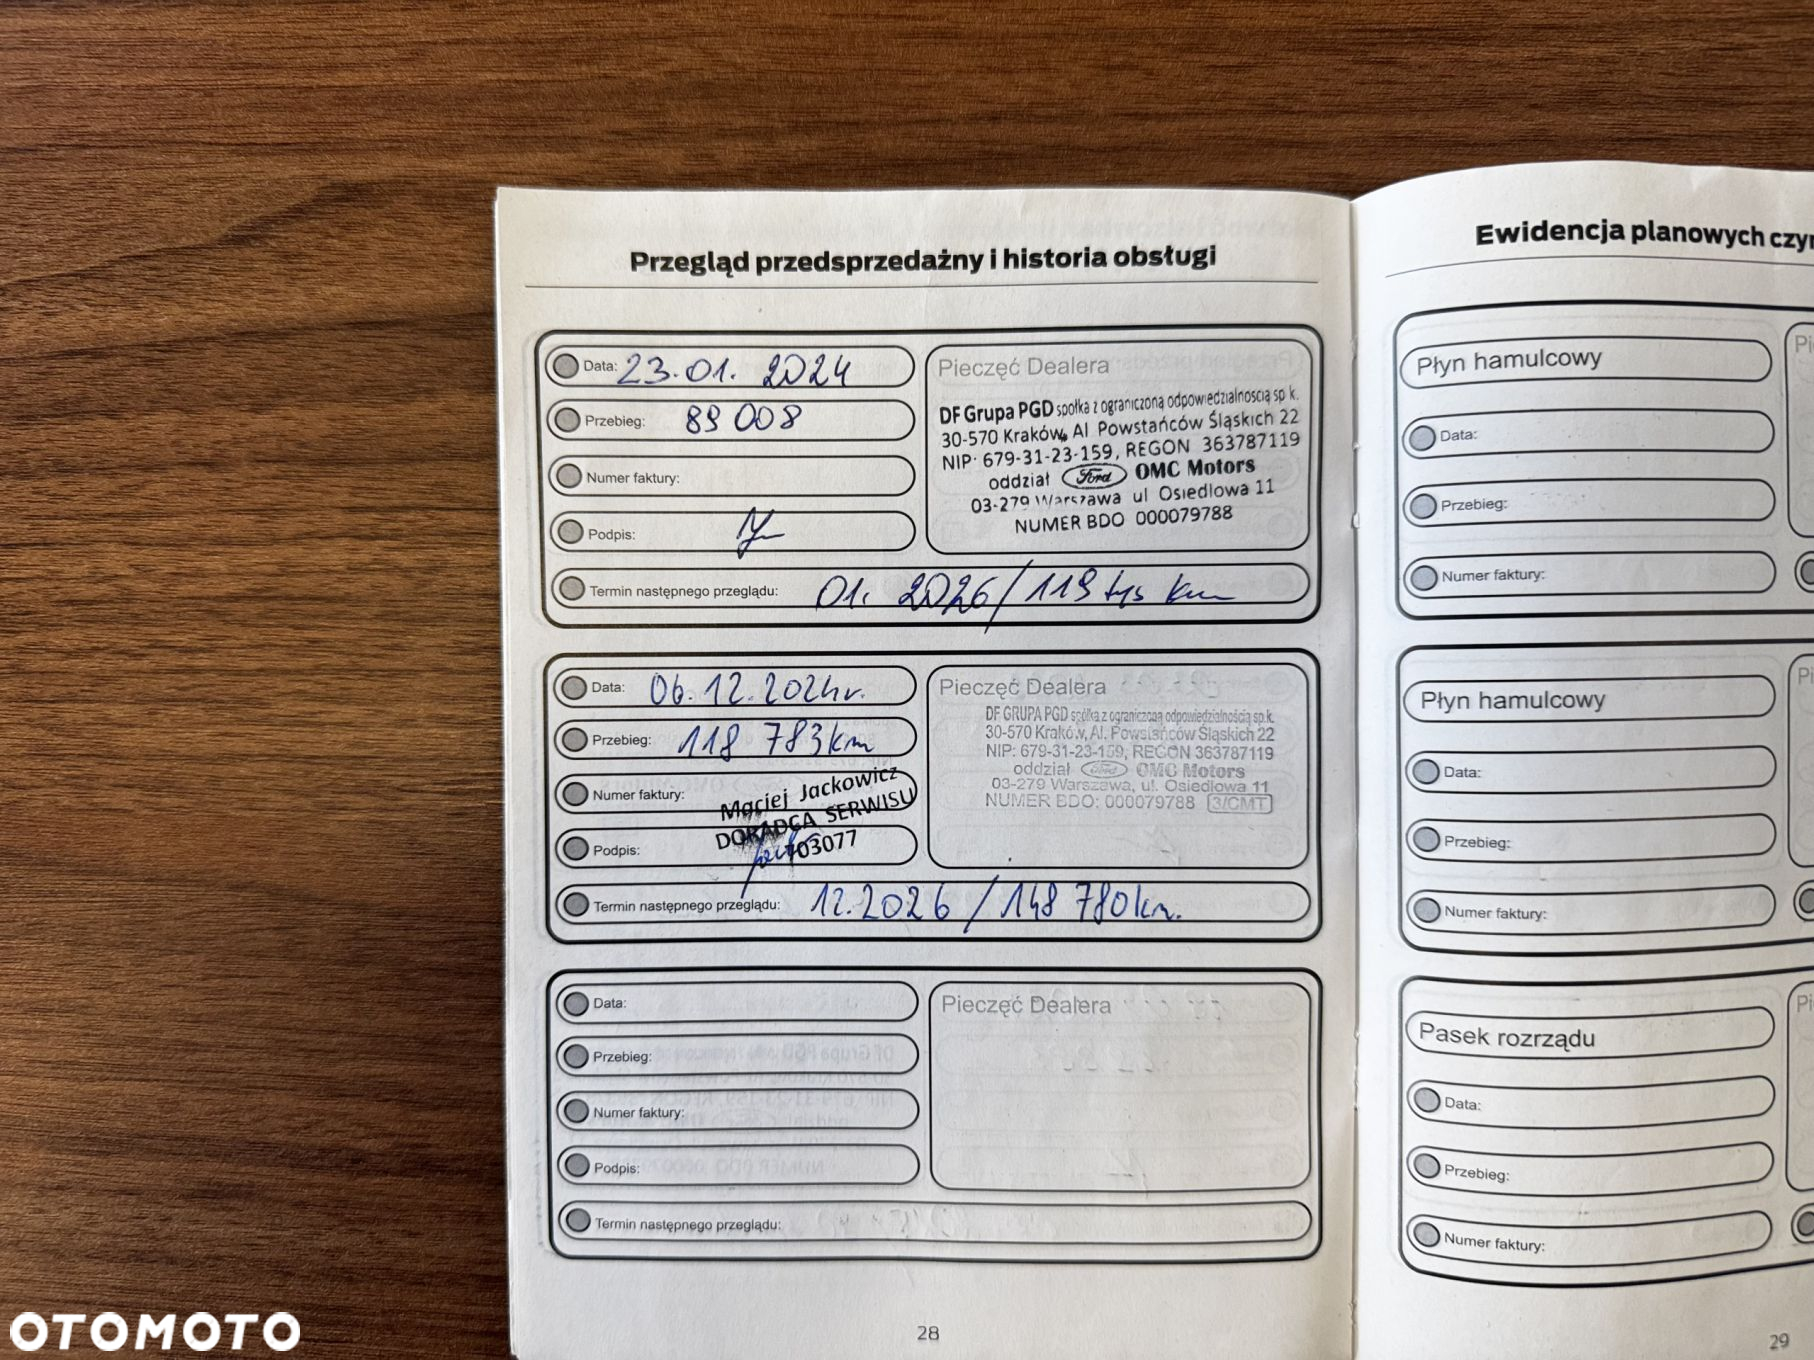 Przegląd przedsprzedażny i historia obsługi
Data: 23.01. 2024
Przebieg: 89 008
Numer faktury:
Podpis:
Pieczęć Dealera
DF Grupa PGD spółka z ograniczoną odpowiedzialnością sp k.
30-570 Kraków, Al Powstańców Śląskich 22
NIP: 679-31-23-159, REGON 363787119
oddział Ford OMC Motors
03-279 Warszawa ul Osiedlowa 11
NUMER BDO 000079788
Termin następnego przeglądu: 01. 2026/119 tys km
Data: 06.12.2024r.
Przebieg: 118 783km
Numer faktury:
Maciej Jackowicz
DORADCA SERWISU
703077
Podpis:
Pieczęć Dealera
DF GRUPA PGD spółka z ograniczoną odpowiedzialnością sp.k.
30-570 Kraków, Al. Powstańców Śląskich 22
NIP: 679-31-23-159, REGON 363787119
oddział Ford OMC Motors
03-279 Warszawa, ul. Osiedlowa 11
NUMER BDO: 000079788 3/CMT
Termin następnego przeglądu: 12.2026 / 148 780km.
Data:
Przebieg:
Numer faktury:
Podpis:
Pieczęć Dealera
Termin następnego przeglądu:
28
Ewidencja planowych czyn
Płyn hamulcowy
Data:
Przebieg:
Numer faktury:
Pi
Płyn hamulcowy
Data:
Przebieg:
Numer faktury:
Pi
Pasek rozrządu
Data:
Przebieg:
Numer faktury:
Pi
29
OTOMOTO